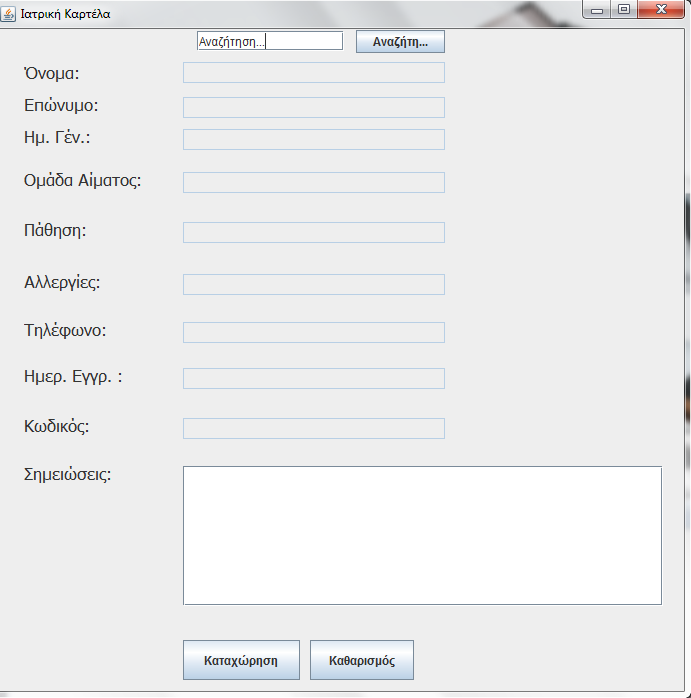 Ιατρική Καρτέλα
Αναζήτηση... Αναζήτη...
Όνομα:
Επώνυμο:
Ημ. Γέν.:
Ομάδα Αίματος:
Πάθηση:
Αλλεργίες:
Τηλέφωνο:
Ημερ. Εγγρ. :
Κωδικός:
Σημειώσεις:
Καταχώρηση Καθαρισμός